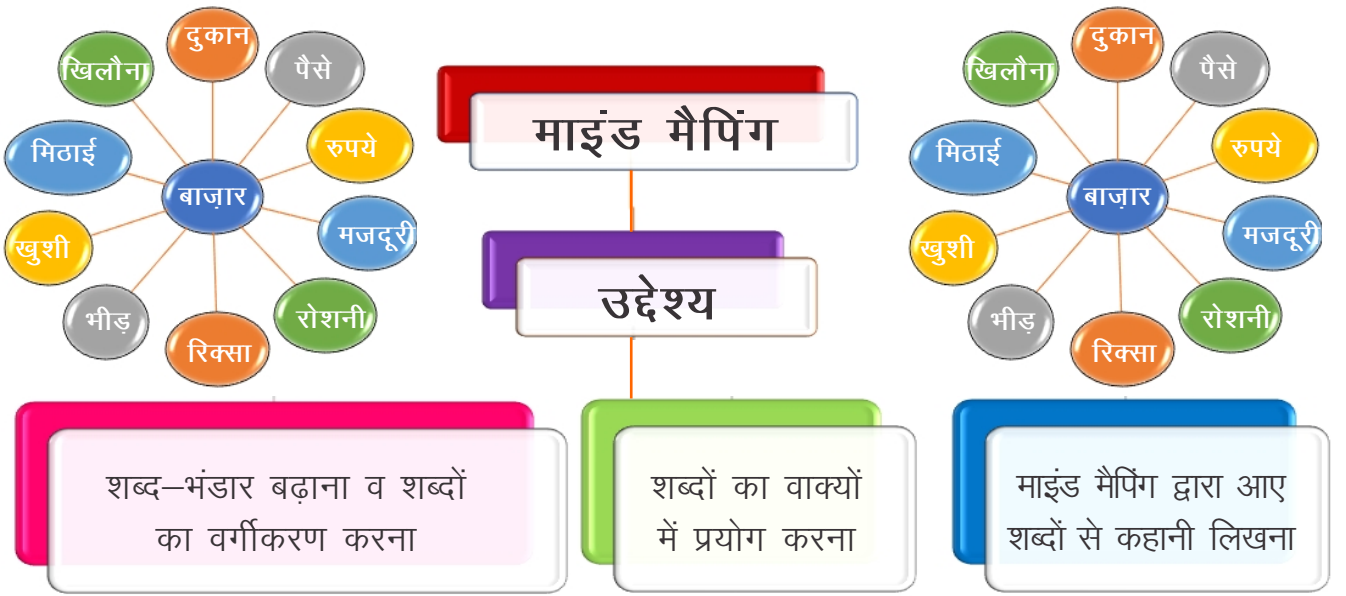 दुकान
पैसे
रुपये
मजदूरी
रोशनी
रिक्सा
भीड़
खुशी
मिठाई
खिलौना
बाज़ार
माइंड मैपिंग
उद्देश्य
दुकान
पैसे
रुपये
मजदूरी
रोशनी
रिक्सा
भीड़
खुशी
मिठाई
खिलौना
बाज़ार
शब्द–भंडार बढ़ाना व शब्दों
का वर्गीकरण करना
शब्दों का वाक्यों
में प्रयोग करना
माइंड मैपिंग द्वारा आए
शब्दों से कहानी लिखना